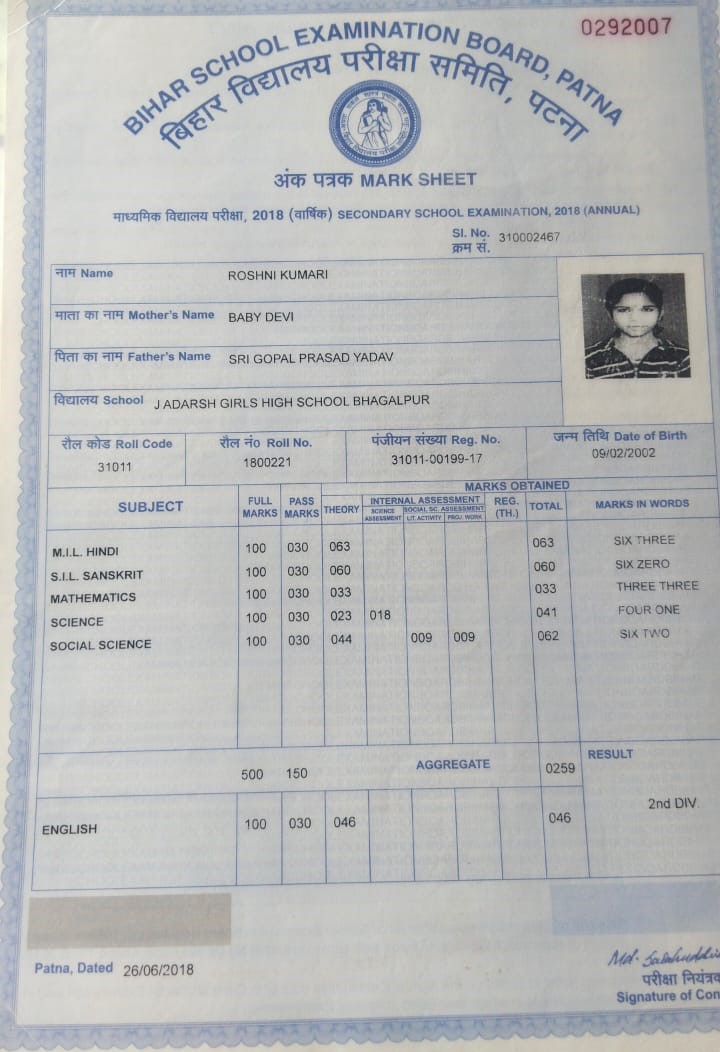 0292007
BIHAR SCHOOL EXAMINATION BOARD, PATNA
बिहार विद्यालय परीक्षा समिति, पटना
अंक पत्रक MARK SHEET
माध्यमिक विद्यालय परीक्षा, 2018 (वार्षिक) SECONDARY SCHOOL EXAMINATION, 2018 (ANNUAL)
Sl. No. 310002467
क्रम सं.
नाम Name ROSHNI KUMARI
माता का नाम Mother's Name BABY DEVI
पिता का नाम Father's Name SRI GOPAL PRASAD YADAV
विद्यालय School J ADARSH GIRLS HIGH SCHOOL BHAGALPUR
रौल कोड Roll Code रौल नं० Roll No. पंजीयन संख्या Reg. No. जन्म तिथि Date of Birth
31011 1800221 31011-00199-17 09/02/2002
MARKS OBTAINED
SUBJECT FULL MARKS PASS MARKS THEORY INTERNAL ASSESSMENT REG. (TH.) TOTAL MARKS IN WORDS
SCIENCE ASSESSMENT SOCIAL SC. ASSESSMENT
LIT. ACTIVITY PROJ. WORK
M.I.L. HINDI 100 030 063 063 SIX THREE
S.I.L. SANSKRIT 100 030 060 060 SIX ZERO
MATHEMATICS 100 030 033 033 THREE THREE
SCIENCE 100 030 023 018 041 FOUR ONE
SOCIAL SCIENCE 100 030 044 009 009 062 SIX TWO
500 150 AGGREGATE 0259 RESULT
2nd DIV.
ENGLISH 100 030 046 046
Patna, Dated 26/06/2018
परीक्षा नियंत्रक
Signature of Con